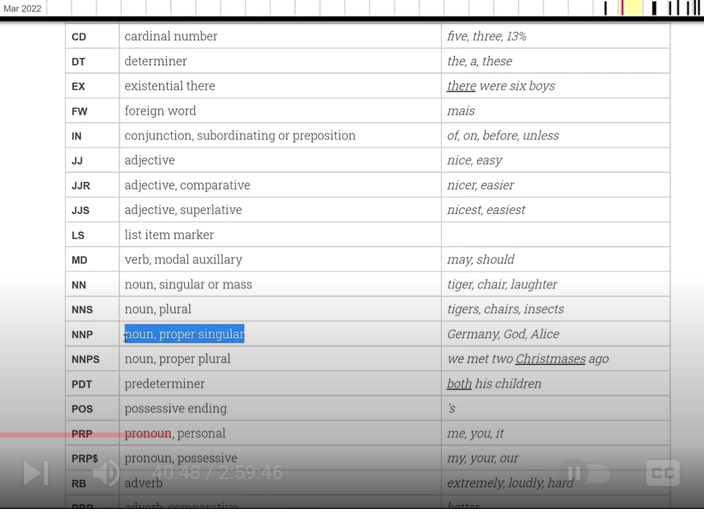 Mar 2022
CD cardinal number five, three, 13%
DT determiner the, a, these
EX existential there there were six boys
FW foreign word mais
IN conjunction, subordinating or preposition of, on, before, unless
JJ adjective nice, easy
JJR adjective, comparative nicer, easier
JJS adjective, superlative nicest, easiest
LS list item marker
MD verb, modal auxillary may, should
NN noun, singular or mass tiger, chair, laughter
NNS noun, plural tigers, chairs, insects
NNP noun, proper singular Germany, God, Alice
NNPS noun, proper plural we met two Christmases ago
PDT predeterminer both his children
POS possessive ending 's
PRP pronoun, personal me, you, it
PRP$ pronoun, possessive my, your, our
40:48 / 2:59:46 CC
RB adverb extremely, loudly, hard
RBR adverb, comparative better